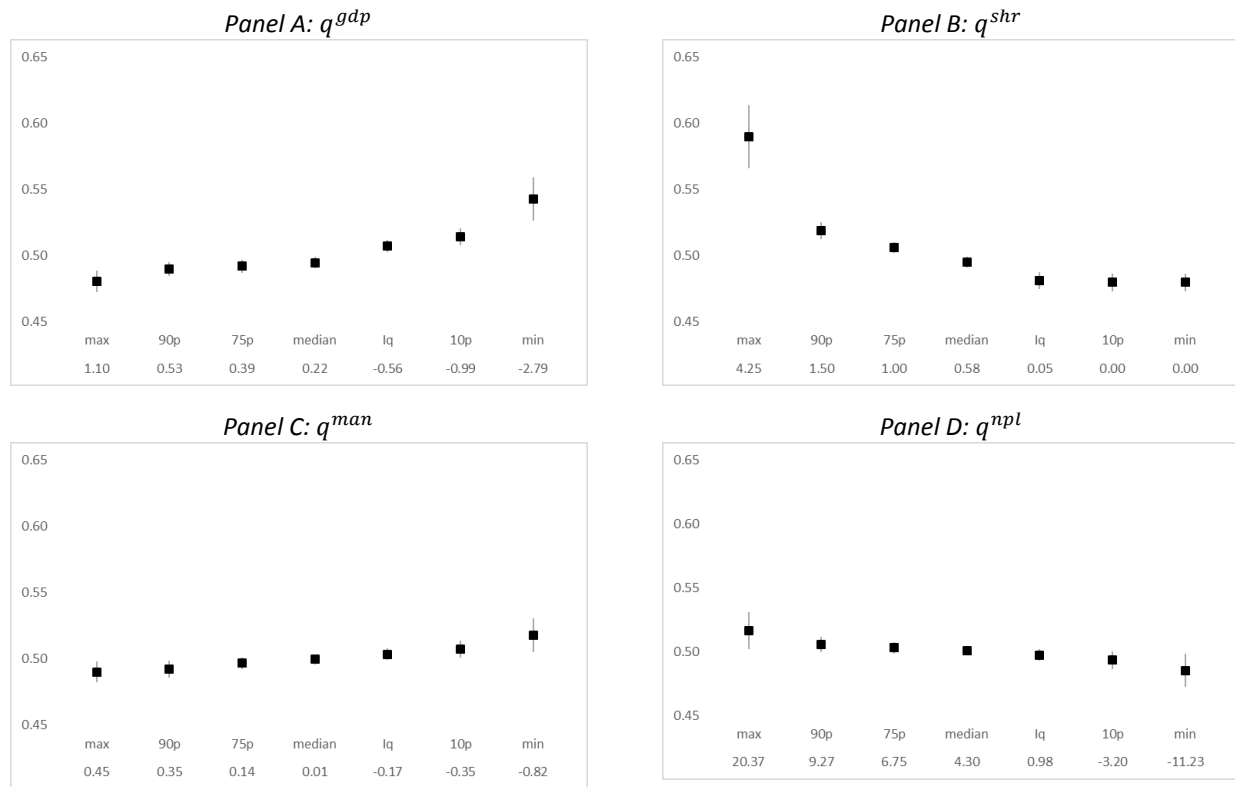 Panel A: q^gdp
0.65
0.60
0.55
0.50
0.45
max 90p 75p median lq 10p min
1.10 0.53 0.39 0.22 -0.56 -0.99 -2.79
Panel B: q^shr
0.65
0.60
0.55
0.50
0.45
max 90p 75p median lq 10p min
4.25 1.50 1.00 0.58 0.05 0.00 0.00
Panel C: q^man
0.65
0.60
0.55
0.50
0.45
max 90p 75p median lq 10p min
0.45 0.35 0.14 0.01 -0.17 -0.35 -0.82
Panel D: q^npl
0.65
0.60
0.55
0.50
0.45
max 90p 75p median lq 10p min
20.37 9.27 6.75 4.30 0.98 -3.20 -11.23